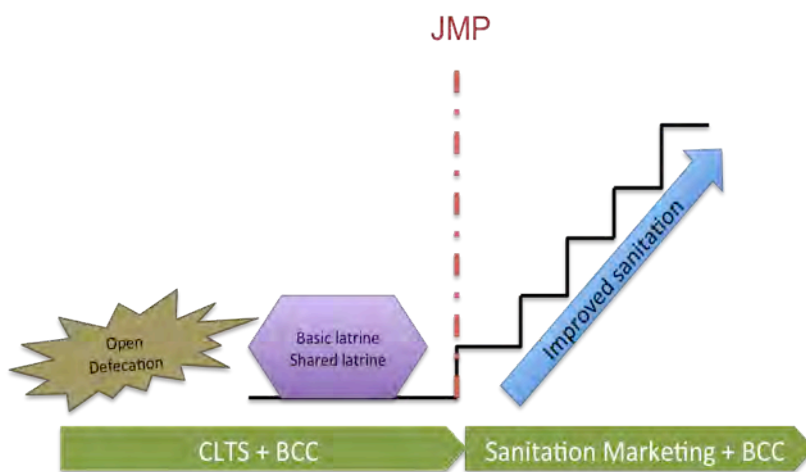 JMP
Open
Defecation
Basic latrine
Shared latrine
Improved sanitation
CLTS + BCC
Sanitation Marketing + BCC